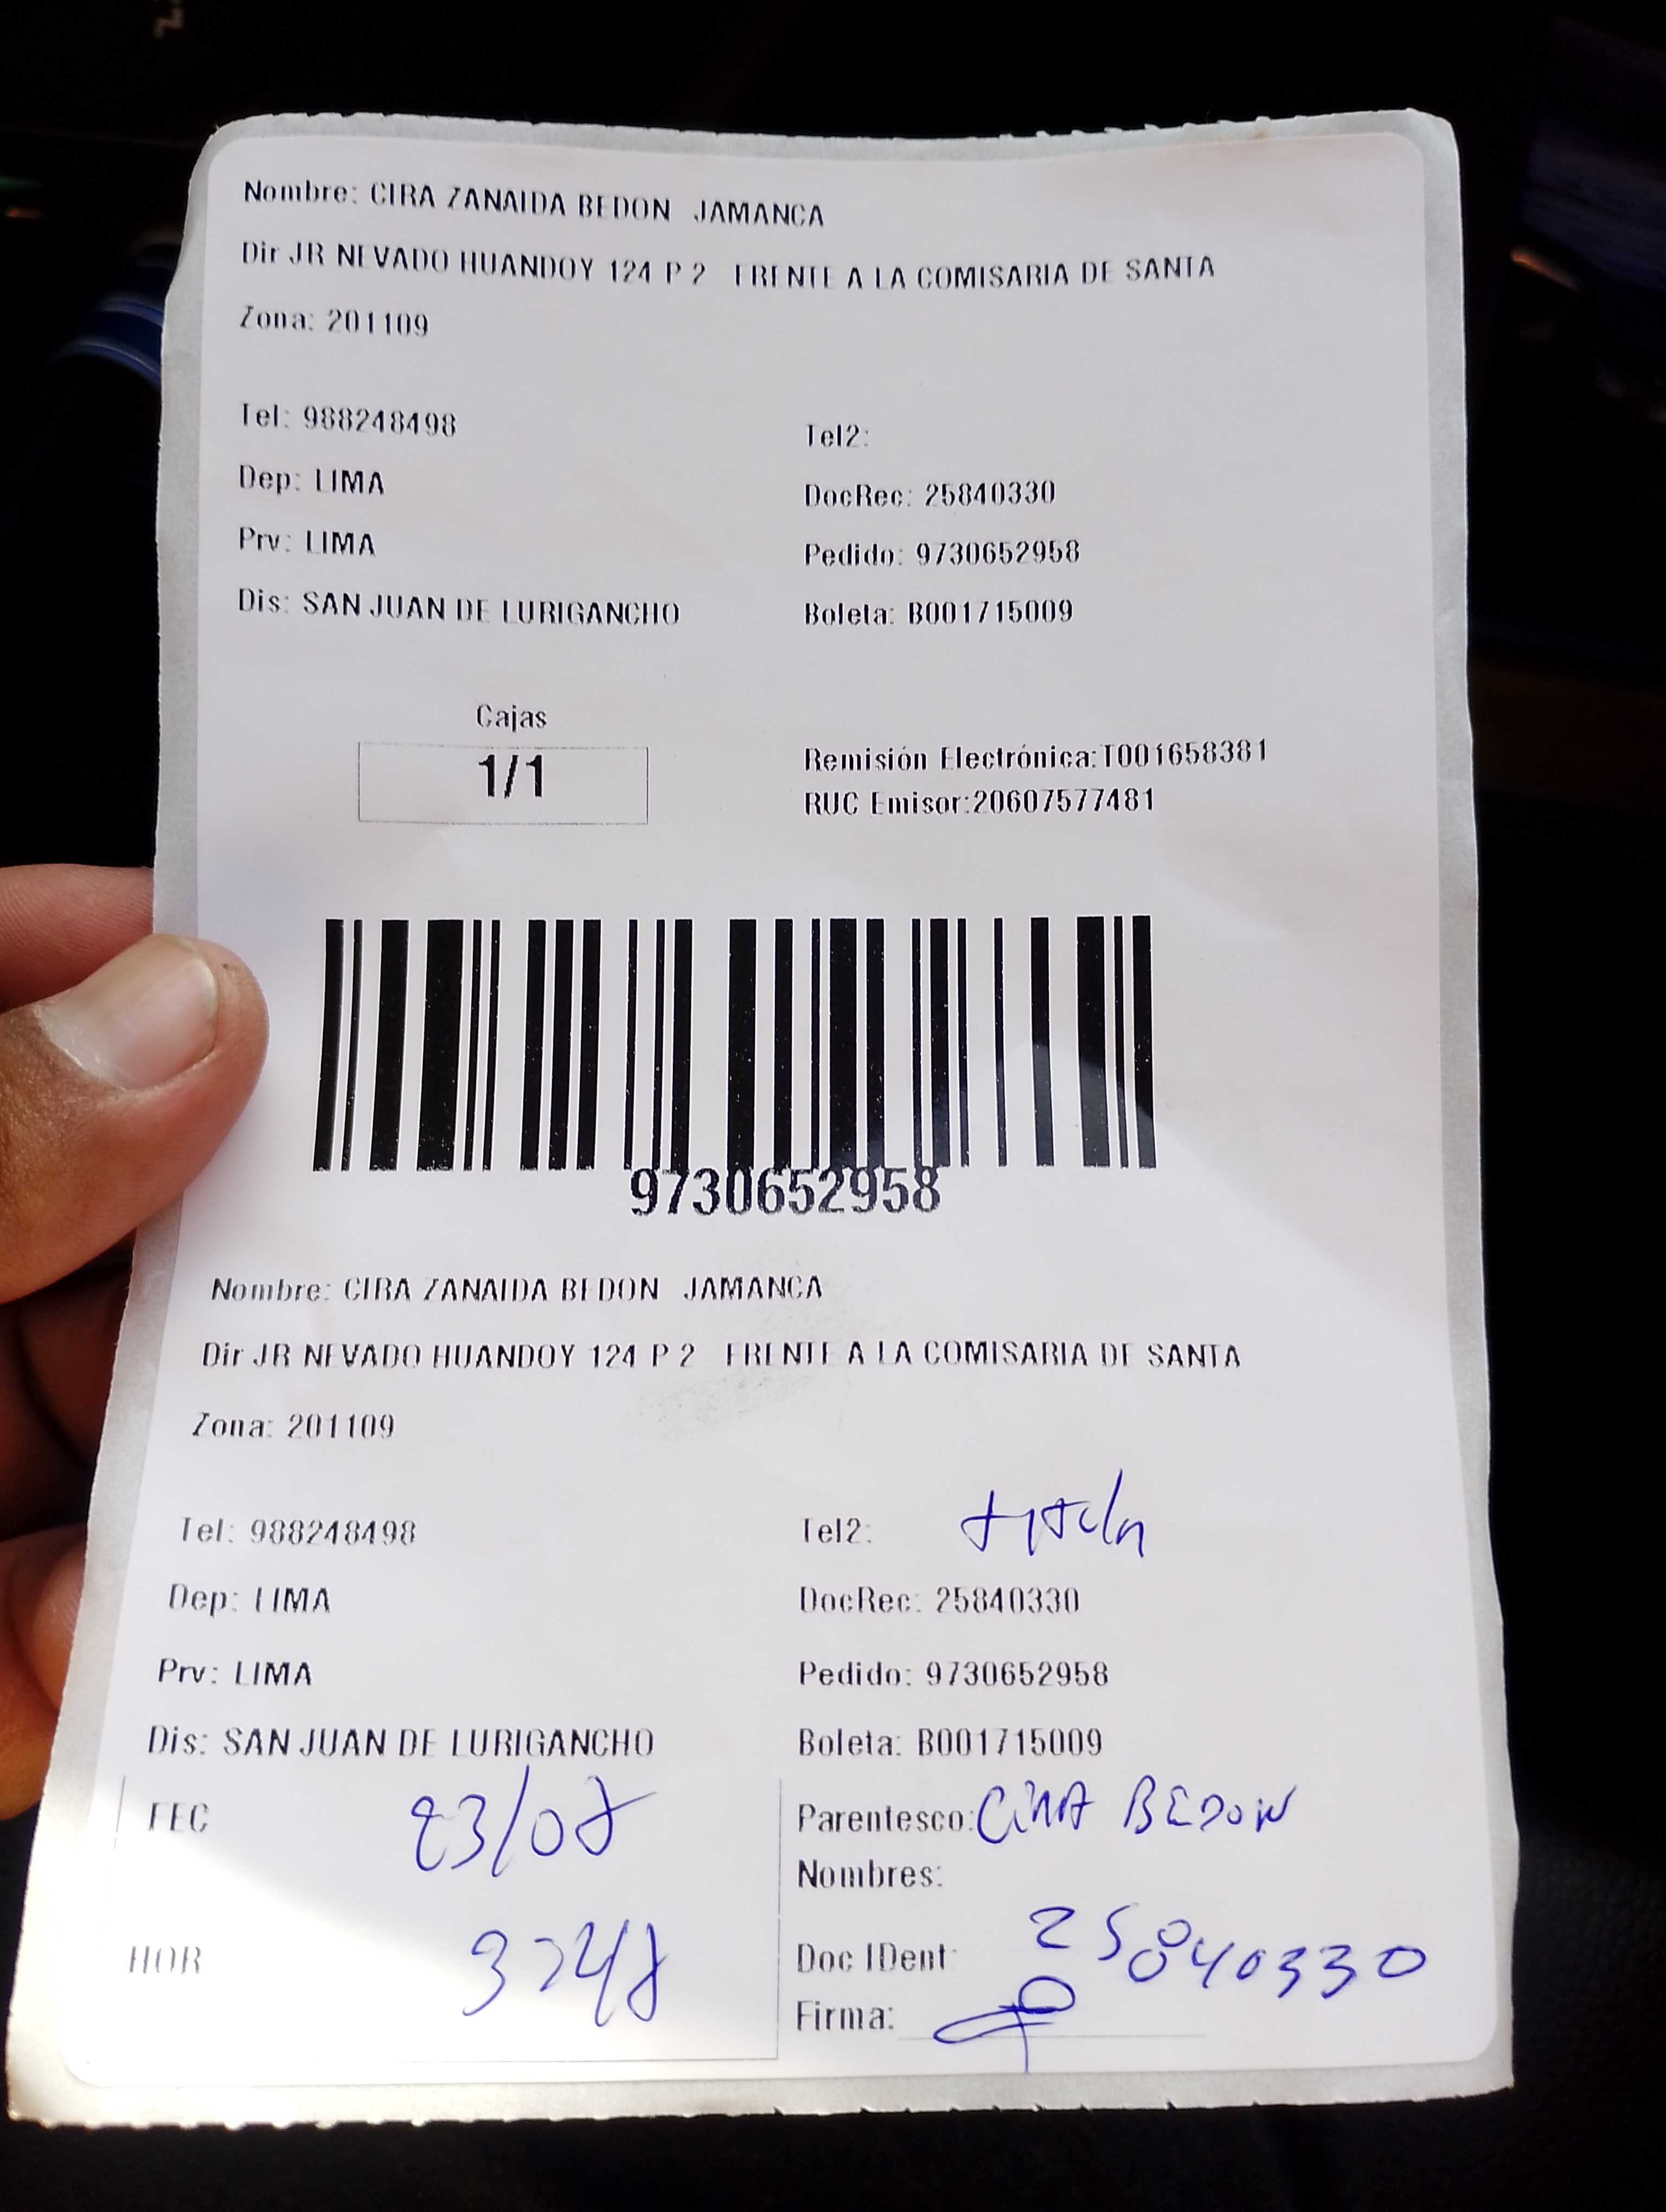 Nombre: CIRA ZANAIDA BEDON JAMANCA
Dir JR NEVADO HUANDOY 124 P 2 FRENTE A LA COMISARIA DE SANTA
Zona: 201109
Tel: 988248498
Tel2:
Dep: LIMA
DocRec: 25840330
Prv: LIMA
Pedido: 9730652958
Dis: SAN JUAN DE LURIGANCHO
Boleta: B001715009
Cajas
1/1
Remisión Electrónica:T001658381
RUC Emisor:20607577481
9730652958
Nombre: CIRA ZANAIDA BEDON JAMANCA
Dir JR NEVADO HUANDOY 124 P 2 FRENTE A LA COMISARIA DE SANTA
Zona: 201109
Tel: 988248498
Tel2:
Dep: LIMA
DocRec: 25840330
Prv: LIMA
Pedido: 9730652958
Dis: SAN JUAN DE LURIGANCHO
Boleta: B001715009
FEC
Parentesco: CIRA BEDON
Nombres:
HOR
Doc IDent: 25840330
Firma: